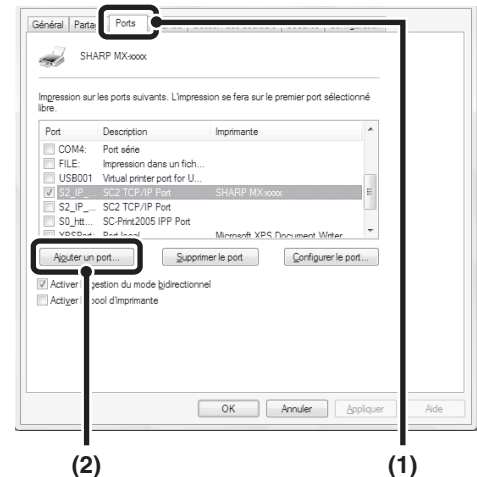 Général Parta Ports
SHARP MX-xxxx
Impression sur les ports suivants. L'impression se fera sur le premier port sélectionné
libre.
Port Description Imprimante
COM4: Port série
FILE: Impression dans un fich...
USB001 Virtual printer port for U...
S2_IP_... SC2 TCP/IP Port SHARP MX-xxxx
S2_IP_... SC2 TCP/IP Port
S0_htt... SC-Print2005 IPP Port
XPSPort: Port local Microsoft XPS Document Writer
Ajouter un port... Supprimer le port Configurer le port...
Activer gestion du mode bidirectionnel
Activer pool d'imprimante
OK Annuler Appliquer Aide
(2) (1)